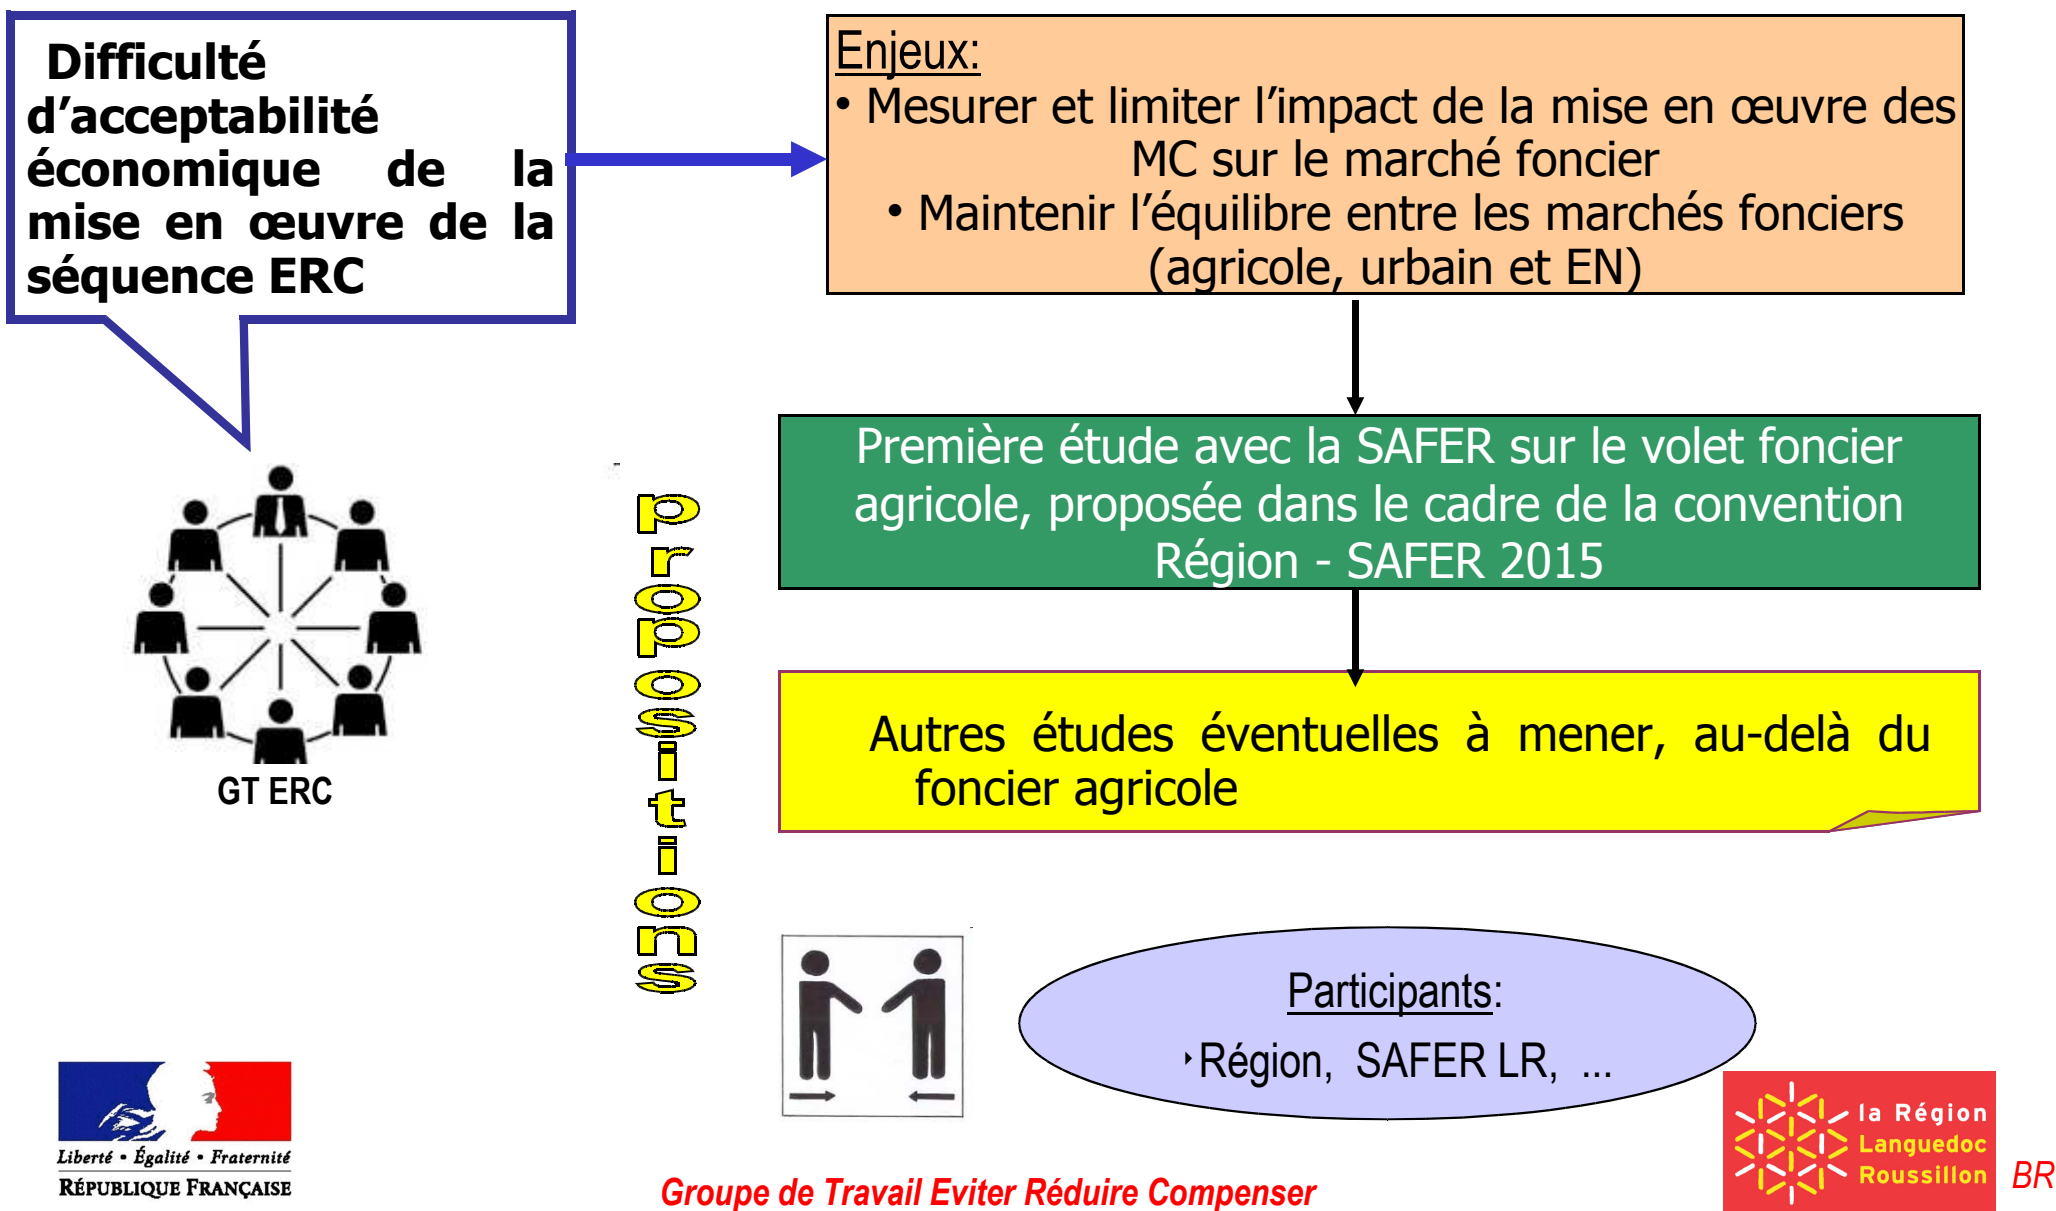 Difficulté
d’acceptabilité
économique de la
mise en œuvre de la
séquence ERC
Enjeux:
• Mesurer et limiter l’impact de la mise en œuvre des
MC sur le marché foncier
• Maintenir l’équilibre entre les marchés fonciers
(agricole, urbain et EN)
Première étude avec la SAFER sur le volet foncier
agricole, proposée dans le cadre de la convention
Région - SAFER 2015
Autres études éventuelles à mener, au-delà du
foncier agricole
GT ERC
propositions
Participants:
‣Région, SAFER LR, ...
Liberté • Égalité • Fraternité
RÉPUBLIQUE FRANÇAISE
Groupe de Travail Eviter Réduire Compenser
la Région
Languedoc
Roussillon
BR